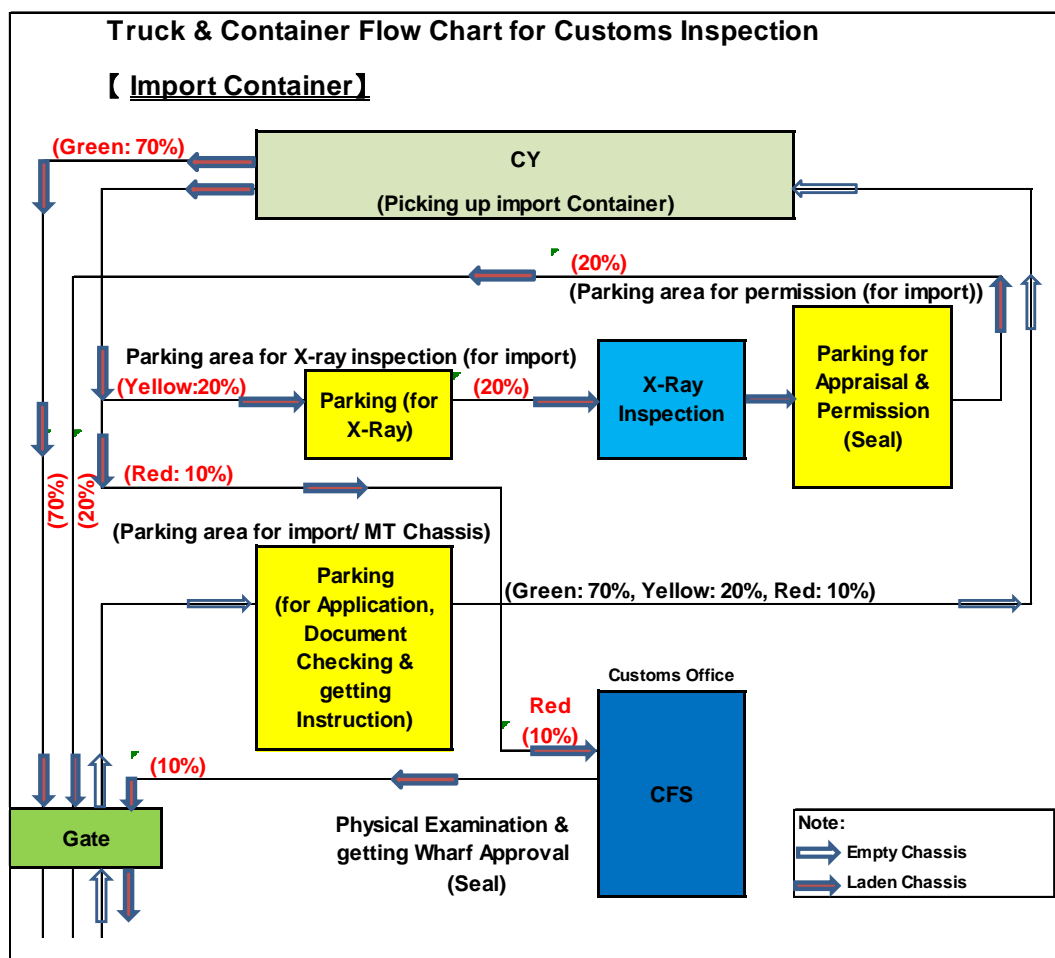 Truck & Container Flow Chart for Customs Inspection
【 Import Container】
(Green: 70%)
CY
(Picking up import Container)
(20%)
(Parking area for permission (for import))
Parking area for X-ray inspection (for import)
(Yellow:20%)
Parking (for
X-Ray)
(20%)
X-Ray
Inspection
Parking for
Appraisal &
Permission
(Seal)
(70%)
(20%)
(Red: 10%)
(Parking area for import/ MT Chassis)
Parking
(for Application,
Document
Checking &
getting
Instruction)
(Green: 70%, Yellow: 20%, Red: 10%)
Customs Office
Red
(10%)
CFS
(10%)
Gate
Physical Examination &
getting Wharf Approval
(Seal)
Note:
Empty Chassis
Laden Chassis